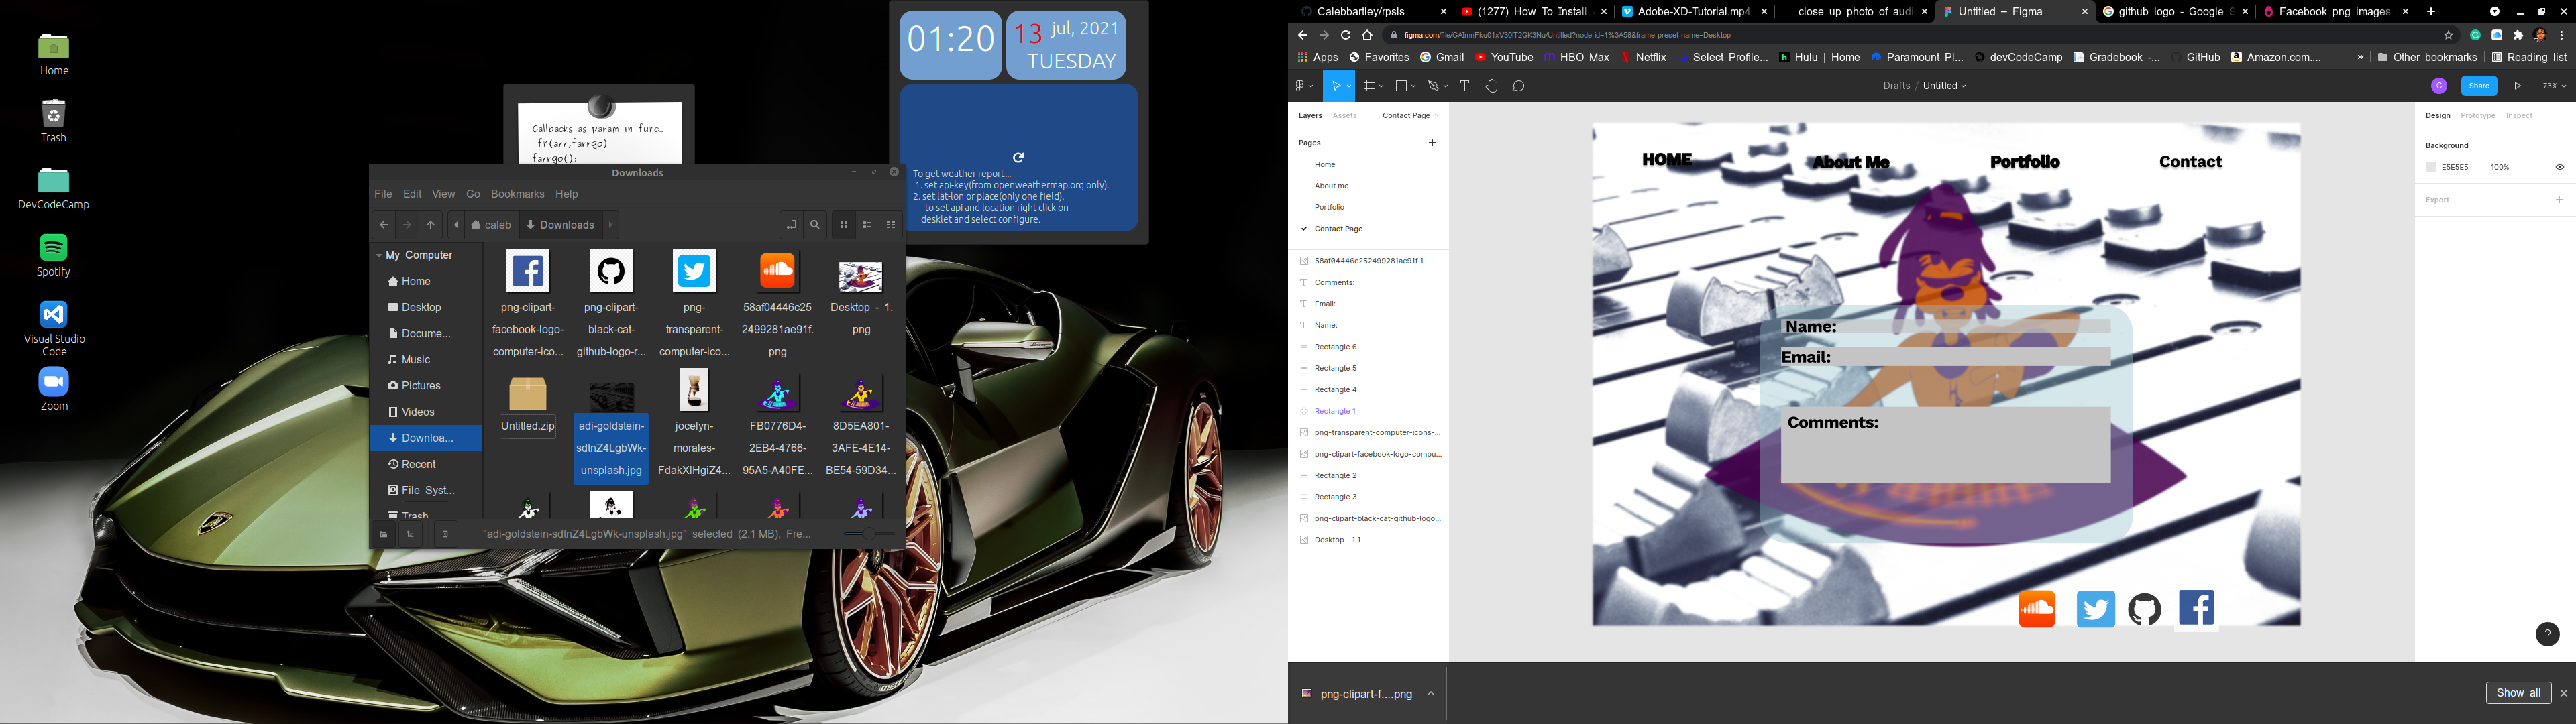 Home
Trash
DevCodeCamp
Spotify
Visual Studio
Code
Zoom
01:20
13 jul, 2021
TUESDAY
Callbacks as param in func...
fn(arr,farrgo)
farrgo();
To get weather report...
1. set api-key(from openweathermap.org only).
2. set lat-lon or place(only one field).
to set api and location right click on
desklet and select configure.
Downloads
File Edit View Go Bookmarks Help
caleb Downloads
My Computer
Home
Desktop
Docume...
Music
Pictures
Videos
Downloa...
Recent
File Syst...
Trash
png-clipart-
facebook-logo-
computer-ico...
png-clipart-
black-cat-
github-logo-r...
png-
transparent-
computer-ico...
58af04446c25
2499281ae91f.
png
Desktop - 1.
png
Untitled.zip
adi-goldstein-
sdtnZ4LgbWk-
unsplash.jpg
jocelyn-
morales-
FdakXIHgiZ4...
FB0776D4-
2EB4-4766-
95A5-A40FE...
8D5EA801-
3AFE-4E14-
BE54-59D34...
"adi-goldstein-sdtnZ4LgbWk-unsplash.jpg" selected (2.1 MB), Fre...
Calebbartley/rpsls
(1277) How To Install
Adobe-XD-Tutorial.mp4
close up photo of audi
Untitled – Figma
github logo - Google S
Facebook png images
figma.com/file/GAImnFku01xV30IT2GK3Nu/Untitled?node-id=1%3A58&frame-preset-name=Desktop
Apps Favorites Gmail YouTube HBO Max Netflix Select Profile... Hulu | Home Paramount Pl... devCodeCamp Gradebook -... GitHub Amazon.com.... » Other bookmarks Reading list
Drafts / Untitled
C
Share
73%
Layers Assets Contact Page
Pages
Home
About me
Portfolio
Contact Page
58af04446c252499281ae91f 1
Comments:
Email:
Name:
Rectangle 6
Rectangle 5
Rectangle 4
Rectangle 1
png-transparent-computer-icons-...
png-clipart-facebook-logo-compu...
Rectangle 2
Rectangle 3
png-clipart-black-cat-github-logo...
Desktop - 1 1
HOME
About Me
Portfolio
Contact
Name:
Email:
Comments:
Design Prototype Inspect
Background
E5E5E5 100%
Export
?
png-clipart-f....png
Show all